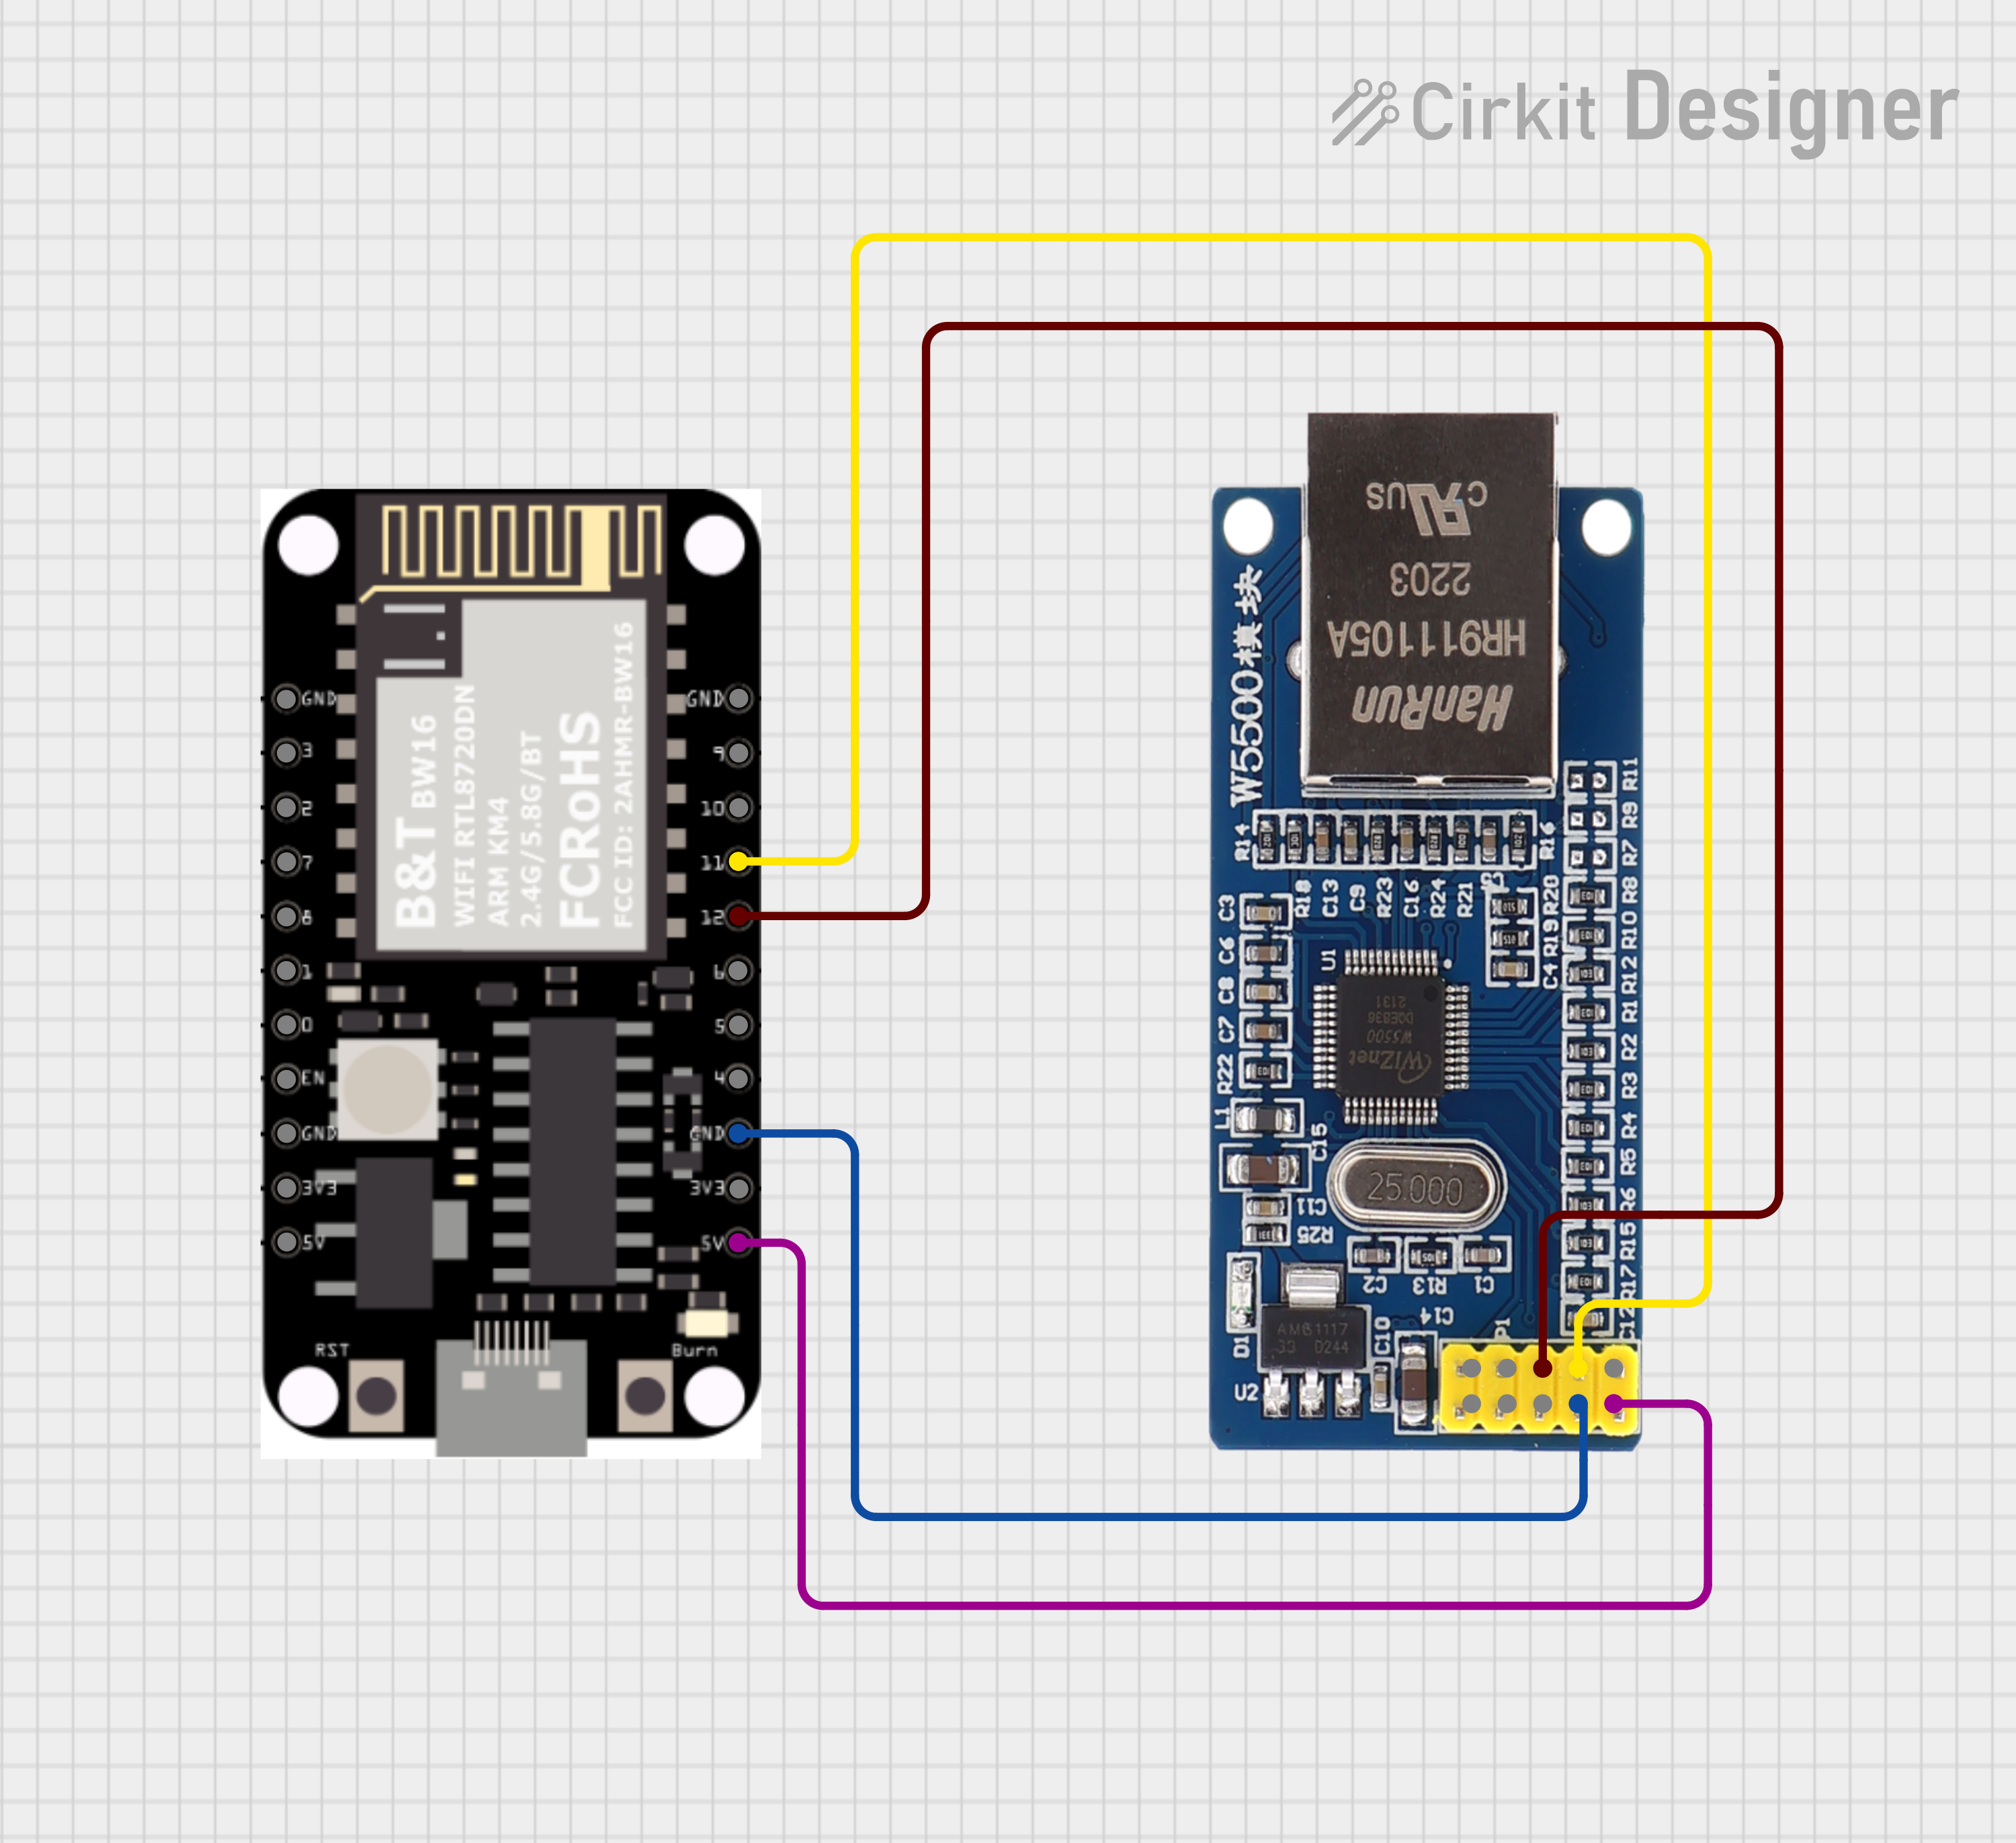 Cirkit Designer
GND
3
2
7
8
1
0
EN
GND
3V3
5V
B&T BW16
WIFI RTL8720DN
ARM KM4
2.4G/5.8G/BT
FCRoHS
FCC ID: 2AHMR-BW16
GND
9
10
11
12
6
5
4
GND
3V3
5V
RST
Burn
W5500模块
c UL US
2203
HR911105A
HanRun
R11
R9
R7
R8
R10
R12
R1
R2
R3
R4
R5
R6
R15
R17
C12
R14
R16
R18
C13
C9
R23
C16
R24
R21
R20
R19
C4
C3
C6
C8
C7
R22
L1
C15
C11
R25
U1
2131
WIZnet
W5500
25.000
C2
R13
C1
C14
C10
P1
D1
U2
AMS1117
33 D244